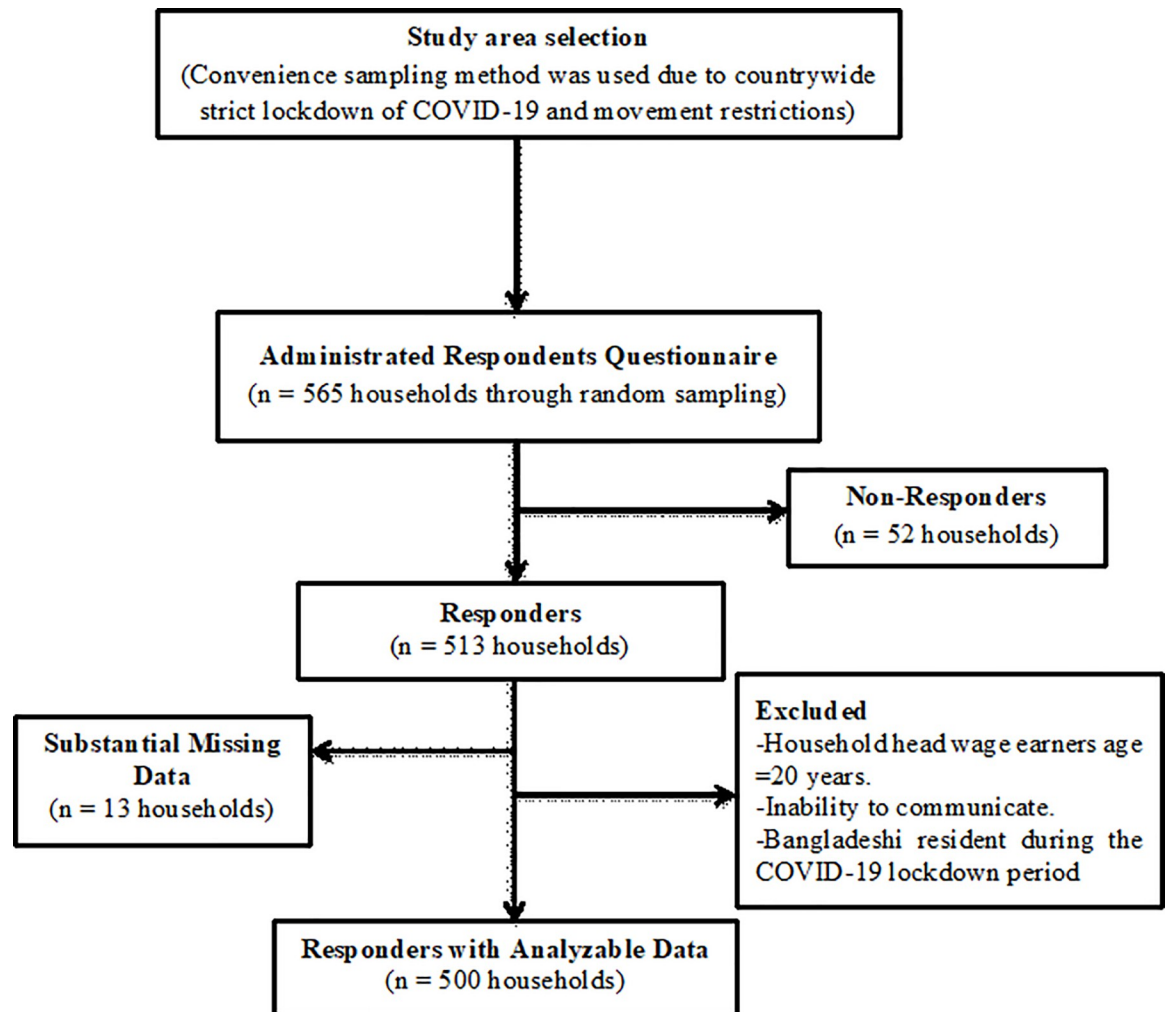 Study area selection
(Convenience sampling method was used due to countrywide
strict lockdown of COVID-19 and movement restrictions)
Administrated Respondents Questionnaire
(n = 565 households through random sampling)
Non-Responders
(n = 52 households)
Responders
(n = 513 households)
Substantial Missing
Data
(n = 13 households)
Excluded
-Household head wage earners age
=20 years.
-Inability to communicate.
-Bangladeshi resident during the
COVID-19 lockdown period
Responders with Analyzable Data
(n = 500 households)